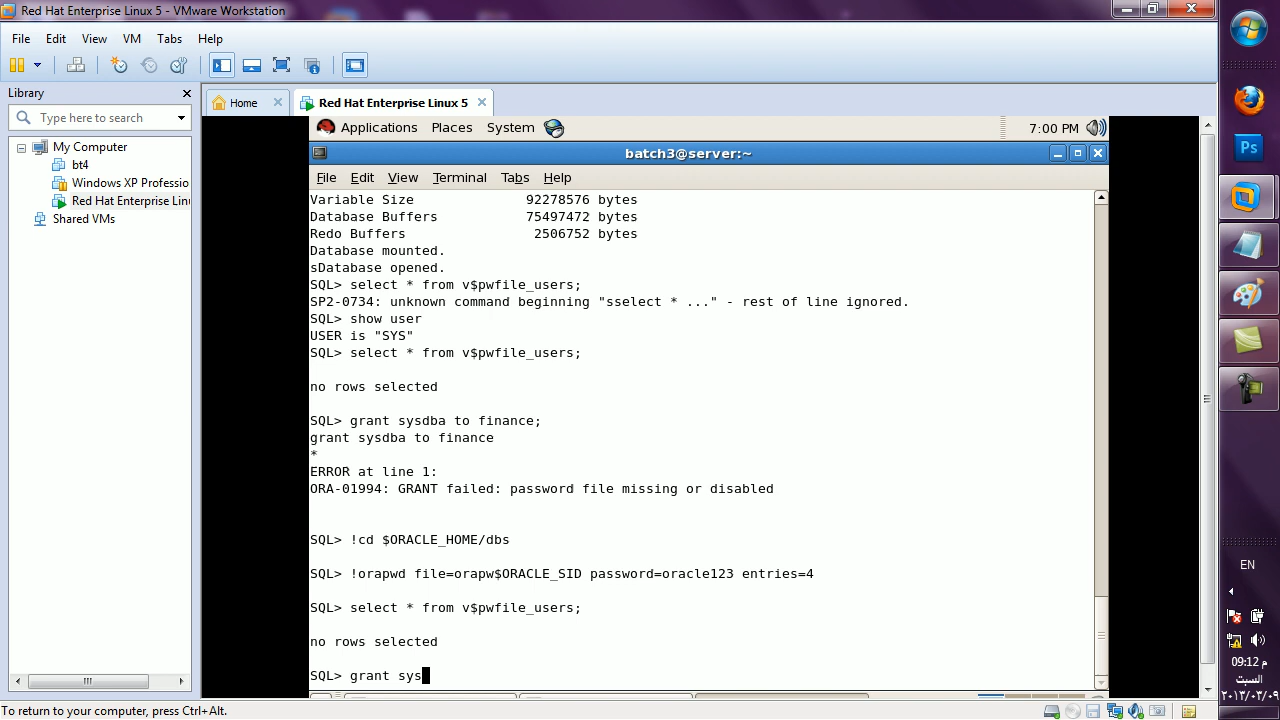 Red Hat Enterprise Linux 5 - VMware Workstation
File Edit View VM Tabs Help
Library
Type here to search
My Computer
bt4
Windows XP Professio
Red Hat Enterprise Linu
Shared VMs
Home
Red Hat Enterprise Linux 5
Applications Places System
7:00 PM
batch3@server:~
File Edit View Terminal Tabs Help
Variable Size 92278576 bytes
Database Buffers 75497472 bytes
Redo Buffers 2506752 bytes
Database mounted.
sDatabase opened.
SQL> select * from v$pwfile_users;
SP2-0734: unknown command beginning "sselect * ..." - rest of line ignored.
SQL> show user
USER is "SYS"
SQL> select * from v$pwfile_users;
no rows selected
SQL> grant sysdba to finance;
grant sysdba to finance
*
ERROR at line 1:
ORA-01994: GRANT failed: password file missing or disabled
SQL> !cd $ORACLE_HOME/dbs
SQL> !orapwd file=orapw$ORACLE_SID password=oracle123 entries=4
SQL> select * from v$pwfile_users;
no rows selected
SQL> grant sys
To return to your computer, press Ctrl+Alt.
Ps
EN
09:12 م
السبت
٢٠١٣/٠٣/٠٩